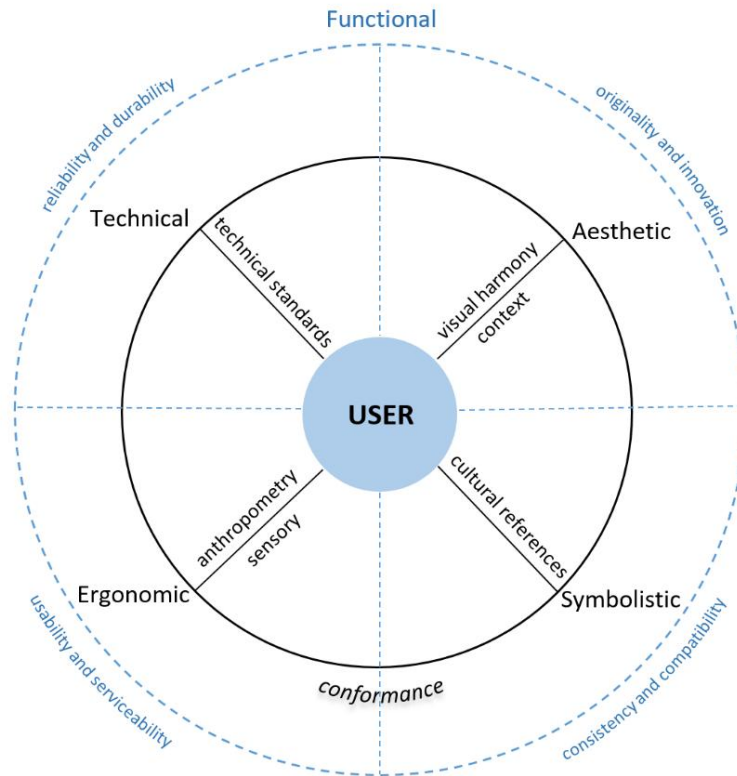 Functional
reliability and durability
originality and innovation
Technical
Aesthetic
technical standards
visual harmony
context
USER
anthropometry
sensory
cultural references
Ergonomic
Symbolistic
conformance
usability and serviceability
consistency and compatibility